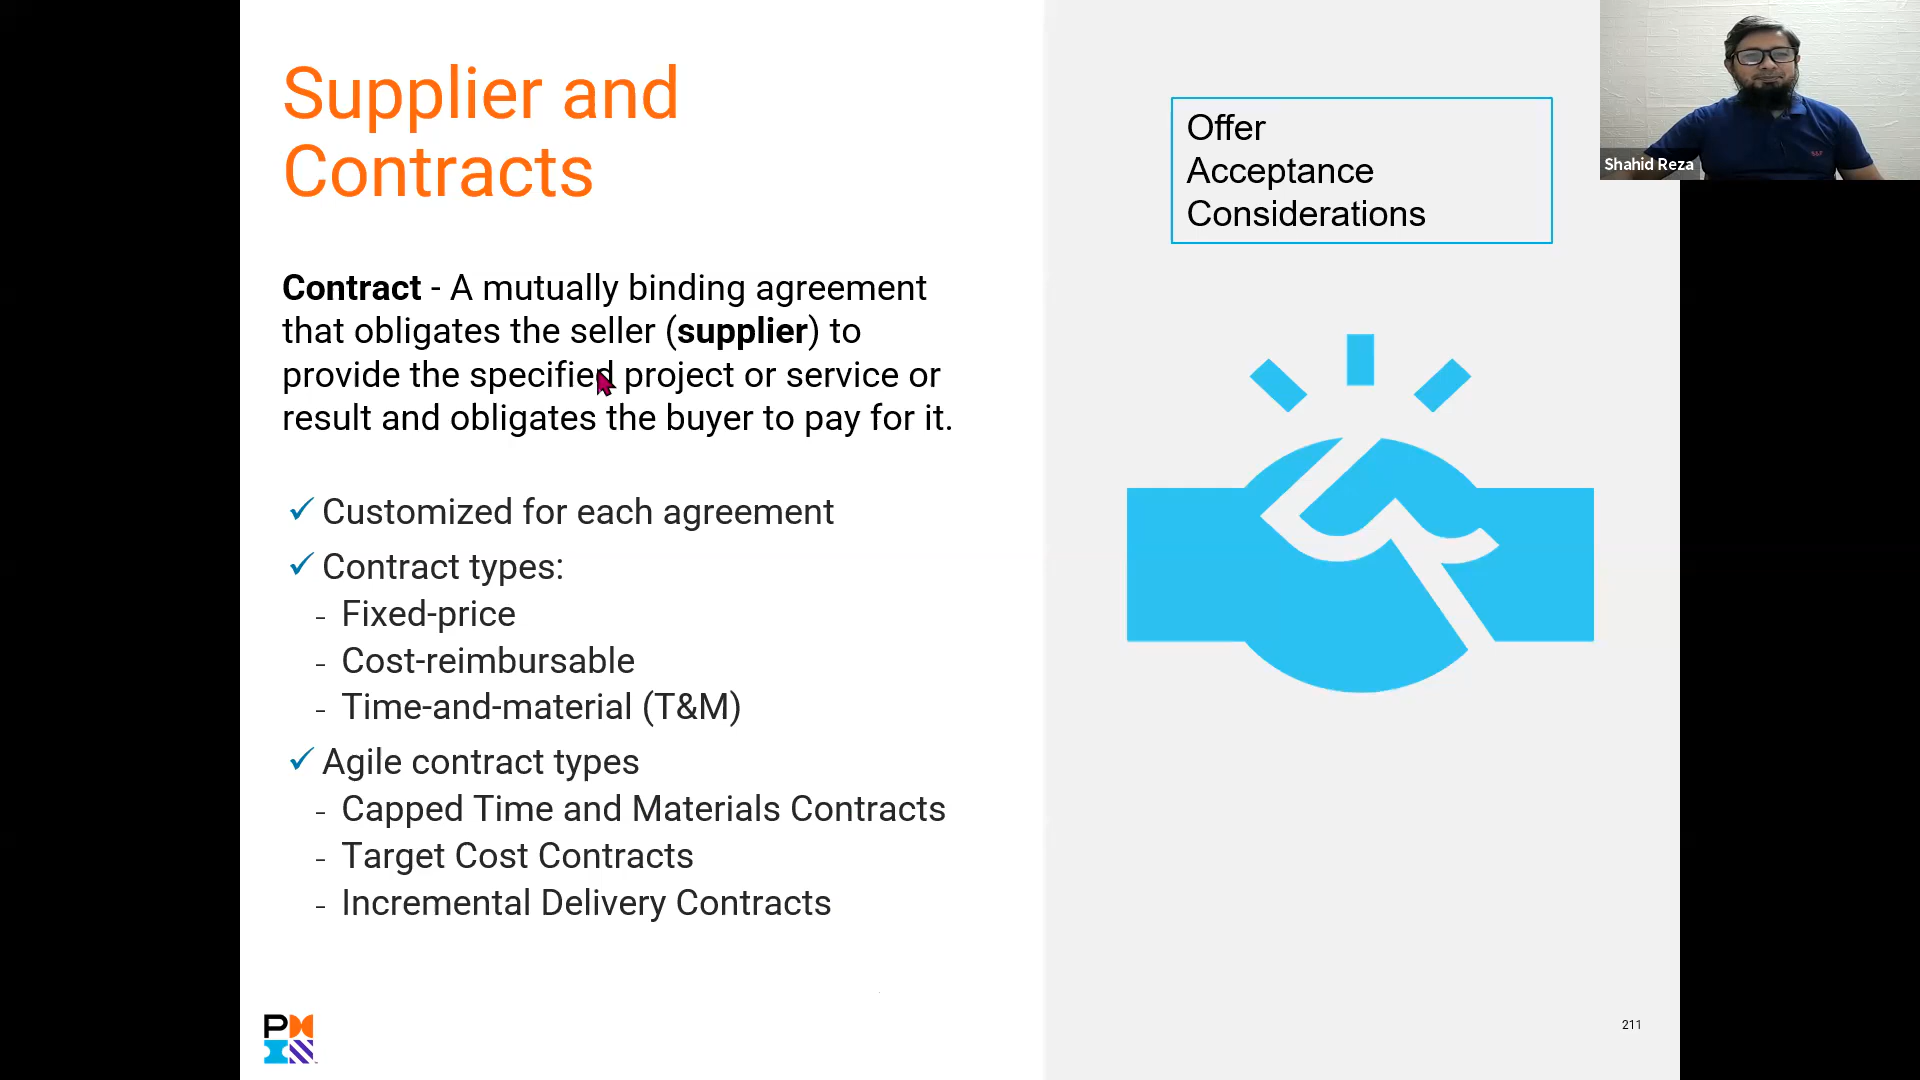 Supplier and
Contracts
Offer
Acceptance
Considerations
Shahid Reza
Contract - A mutually binding agreement
that obligates the seller (supplier) to
provide the specified project or service or
result and obligates the buyer to pay for it.
✓ Customized for each agreement
✓ Contract types:
- Fixed-price
- Cost-reimbursable
- Time-and-material (T&M)
✓ Agile contract types
- Capped Time and Materials Contracts
- Target Cost Contracts
- Incremental Delivery Contracts
211